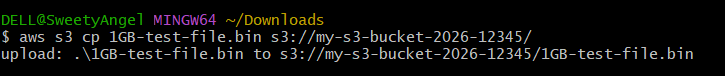 DELL@SweetyAngel MINGW64 ~/Downloads
$ aws s3 cp 1GB-test-file.bin s3://my-s3-bucket-2026-12345/
upload: .\1GB-test-file.bin to s3://my-s3-bucket-2026-12345/1GB-test-file.bin